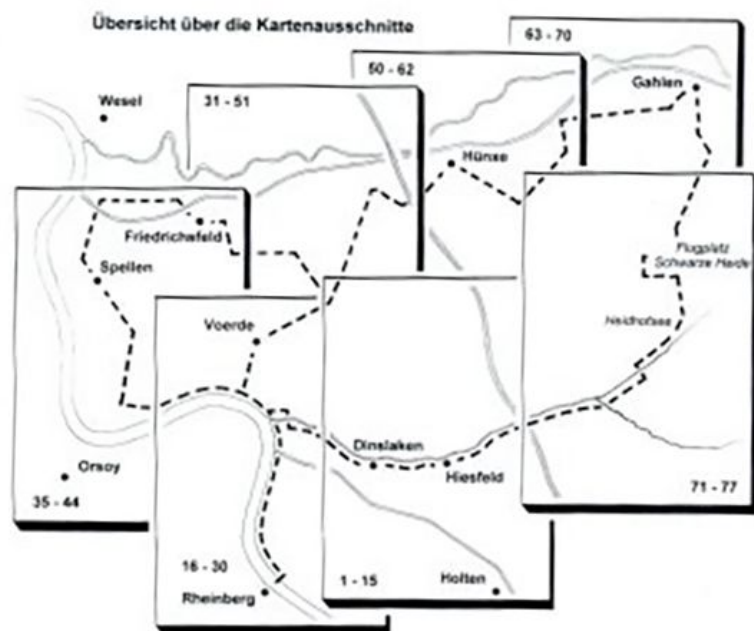 Übersicht über die Kartenausschnitte
63 - 70
50 - 62
Gahlen
31 - 51
Wesel
Hünxe
Friedrichsfeld
Flugplatz
Schwarze Heide
Spellen
Heidhofsee
Voerde
Dinslaken
Hiesfeld
Orsoy
71 - 77
35 - 44
16 - 30
1 - 15
Holten
Rheinberg